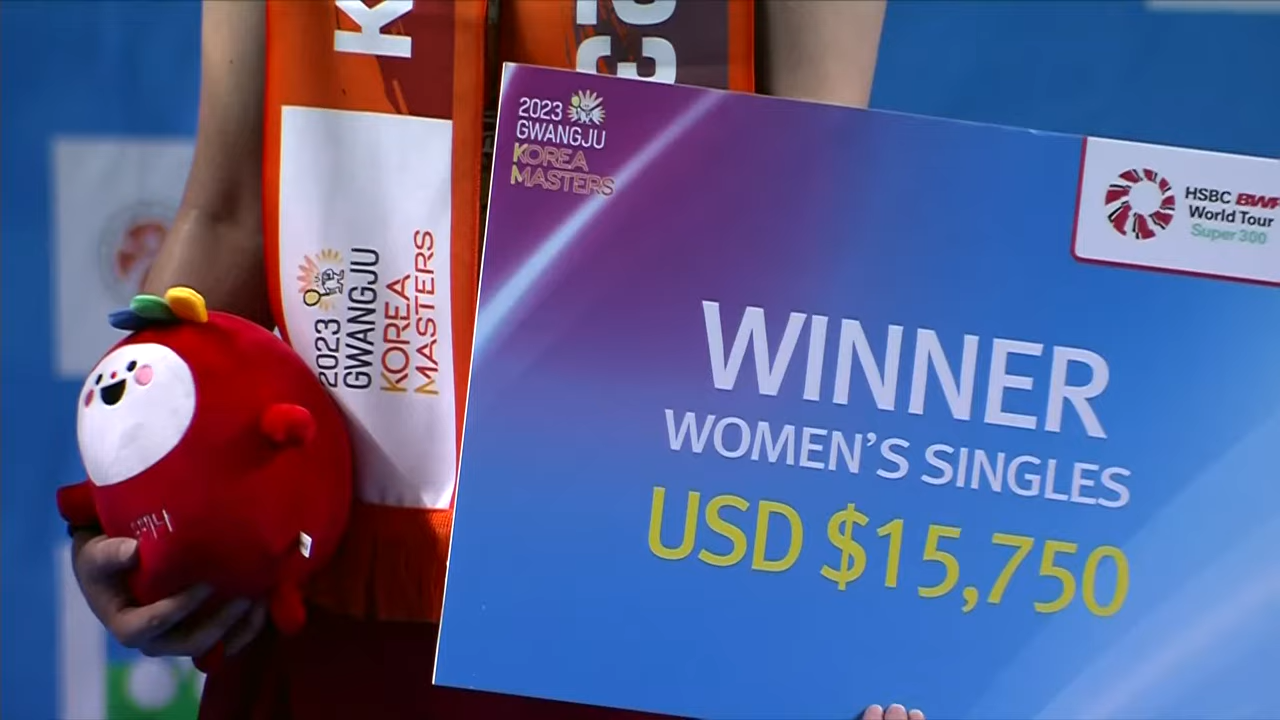 K
2023
GWANGJU
KOREA
MASTERS
2023
GWANGJU
KOREA
MASTERS
HSBC BWF
World Tour
Super 300
WINNER
WOMEN'S SINGLES
USD $15,750